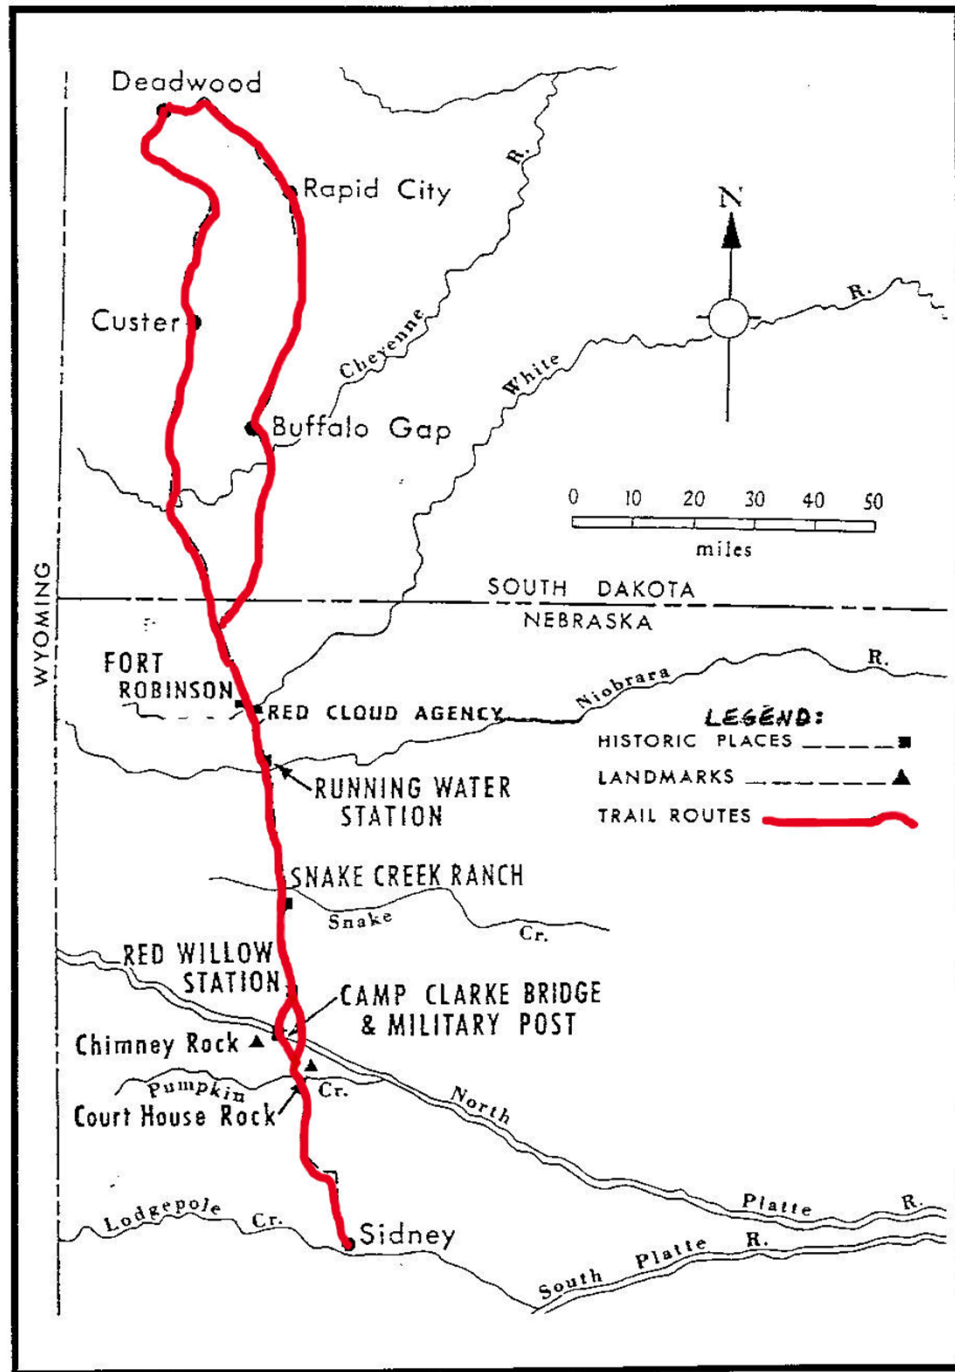 Deadwood
R.
Rapid City
N
R.
Custer
Cheyenne
White
Buffalo Gap
0 10 20 30 40 50
miles
WYOMING
SOUTH DAKOTA
NEBRASKA
FORT
ROBINSON
R.
Niobrara
RED CLOUD AGENCY
LEGEND:
HISTORIC PLACES
LANDMARKS
TRAIL ROUTES
RUNNING WATER
STATION
SNAKE CREEK RANCH
Snake
Cr.
RED WILLOW
STATION
CAMP CLARKE BRIDGE
& MILITARY POST
Chimney Rock
Pumpkin
Cr.
Court House Rock
North
Platte
R.
Lodgepole
Cr.
Sidney
South Platte R.